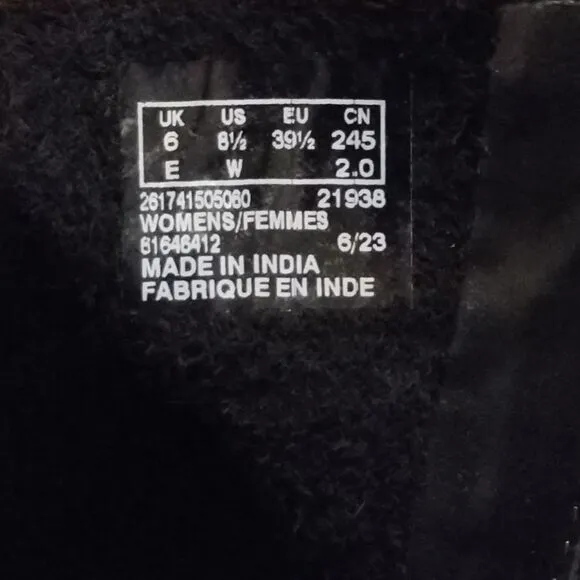 UK US EU CN
6 8½ 39½ 245
E W 2.0
261741505060 21938
WOMENS/FEMMES
61646412 6/23
MADE IN INDIA
FABRIQUE EN INDE